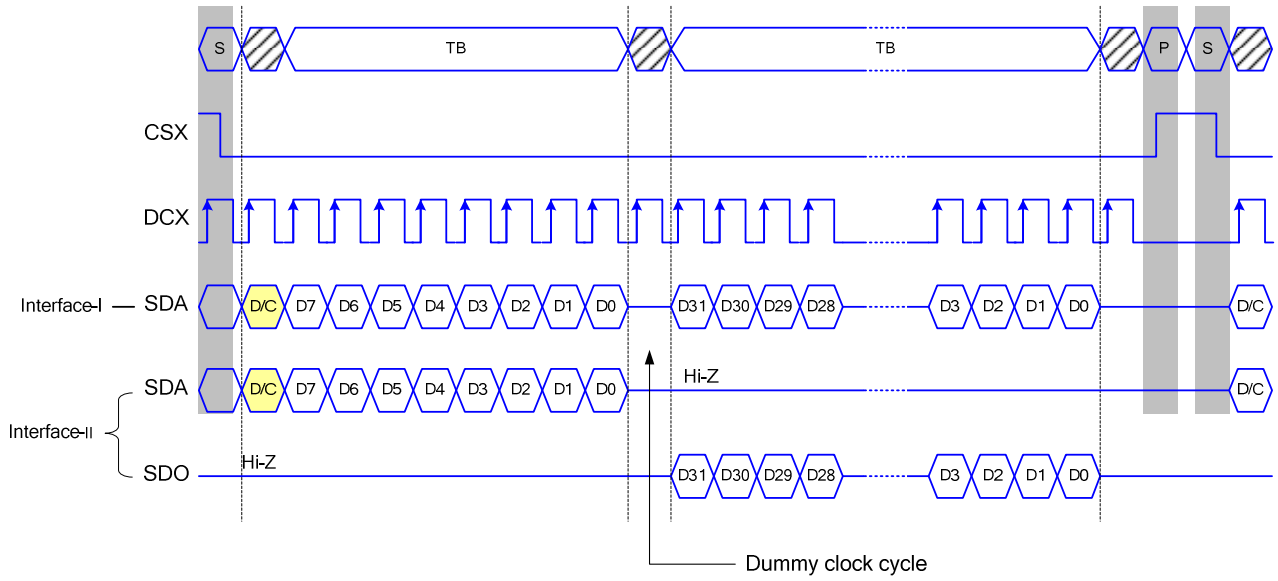 S TB TB P S
CSX
DCX
Interface-I SDA D/C D7 D6 D5 D4 D3 D2 D1 D0 D31 D30 D29 D28 D3 D2 D1 D0 D/C
SDA D/C D7 D6 D5 D4 D3 D2 D1 D0 Hi-Z D/C
Interface-II
SDO Hi-Z D31 D30 D29 D28 D3 D2 D1 D0
Dummy clock cycle